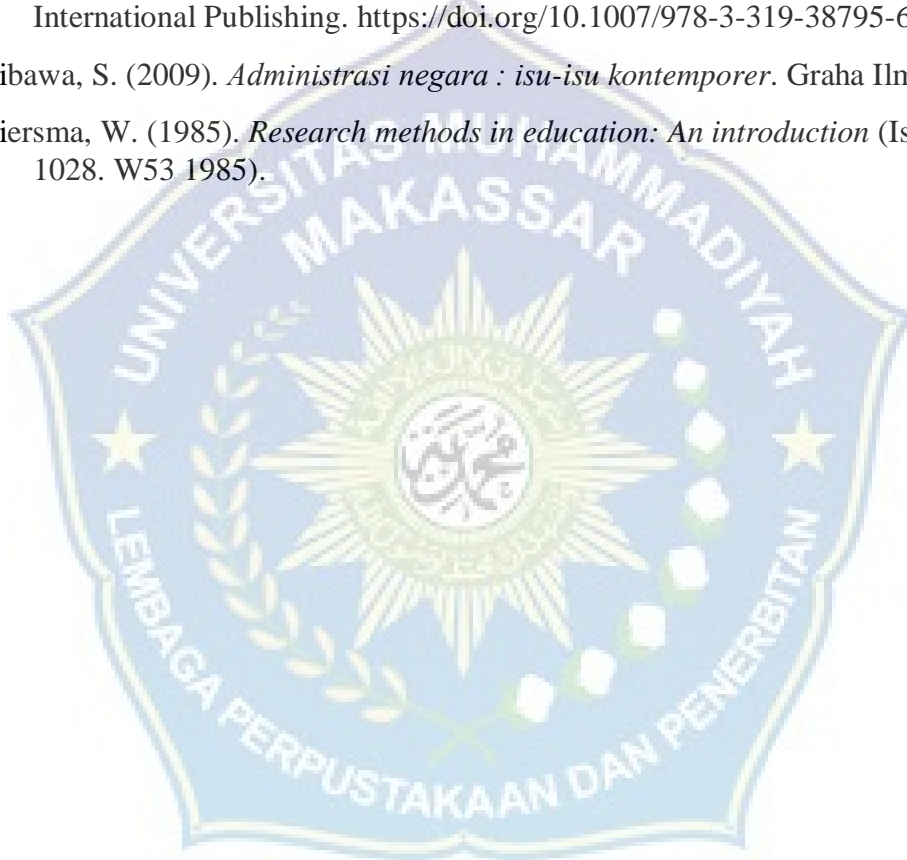 International Publishing. https://doi.org/10.1007/978-3-319-38795-6
ibawa, S. (2009). Administrasi negara : isu-isu kontemporer. Graha Ilm
iersma, W. (1985). Research methods in education: An introduction (Is
1028. W53 1985).
UNIVERSITAS MUHAMMADIYAH
MAKASSAR
محمدية
LEMBAGA PERPUSTAKAAN DAN PENERBITAN